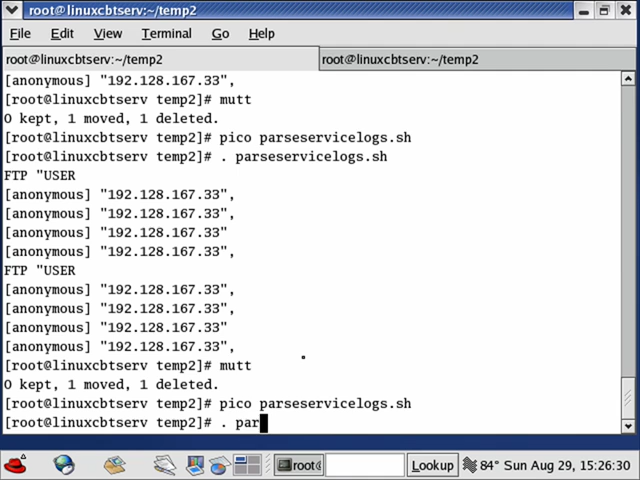 root@linuxcbtserv:~/temp2
File Edit View Terminal Go Help
root@linuxcbtserv:~/temp2 root@linuxcbtserv:~/temp2
[anonymous] "192.128.167.33",
[root@linuxcbtserv temp2]# mutt
0 kept, 1 moved, 1 deleted.
[root@linuxcbtserv temp2]# pico parseservicelogs.sh
[root@linuxcbtserv temp2]# . parseservicelogs.sh
FTP "USER
[anonymous] "192.128.167.33",
[anonymous] "192.128.167.33",
[anonymous] "192.128.167.33"
[anonymous] "192.128.167.33",
FTP "USER
[anonymous] "192.128.167.33",
[anonymous] "192.128.167.33",
[anonymous] "192.128.167.33"
[anonymous] "192.128.167.33",
[root@linuxcbtserv temp2]# mutt
0 kept, 1 moved, 1 deleted.
[root@linuxcbtserv temp2]# pico parseservicelogs.sh
[root@linuxcbtserv temp2]# . par
root@ Lookup 84° Sun Aug 29, 15:26:30